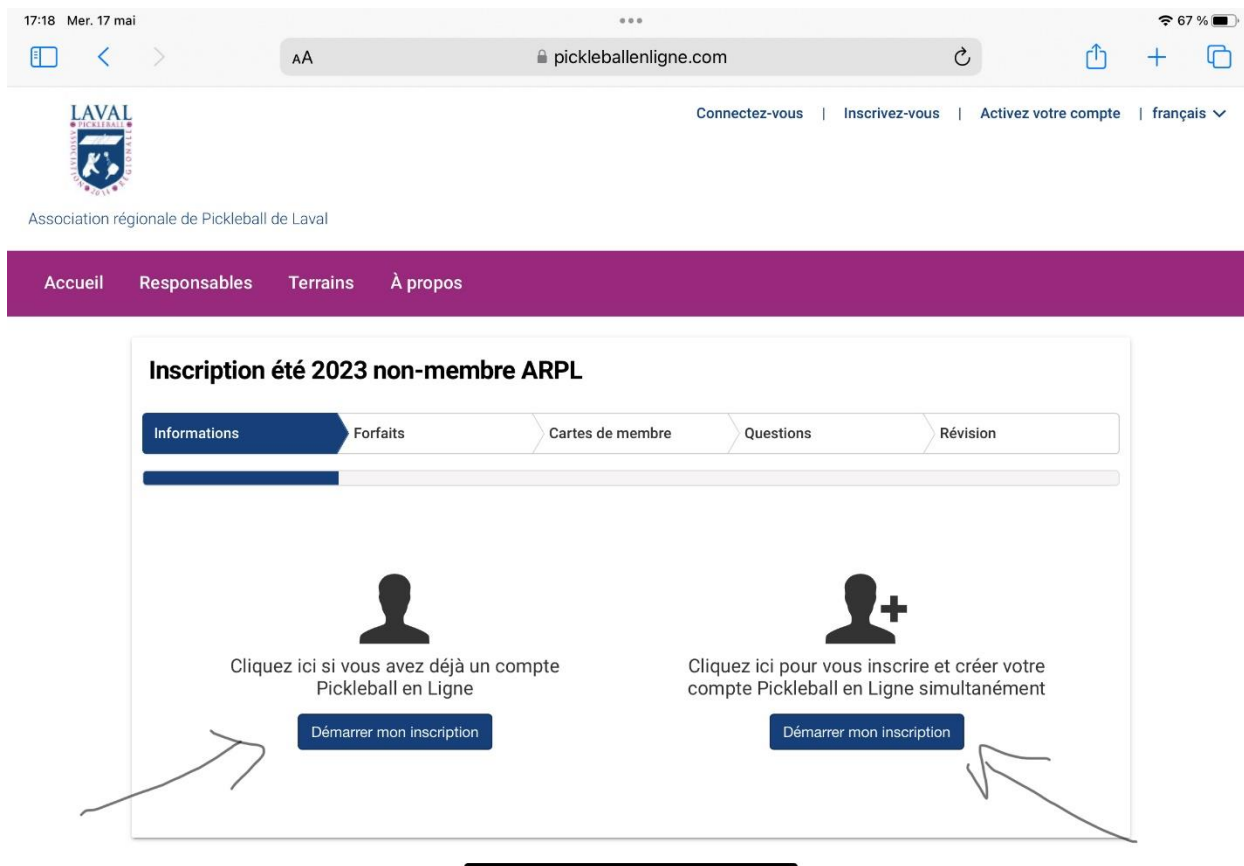 17:18 Mer. 17 mai
67 %
AA
pickleballenligne.com
LAVAL
PICKLEBALL
ASSOCIATION
RÉGIONALE
2014
Connectez-vous | Inscrivez-vous | Activez votre compte | français
Association régionale de Pickleball de Laval
Accueil Responsables Terrains À propos
Inscription été 2023 non-membre ARPL
Informations Forfaits Cartes de membre Questions Révision
Cliquez ici si vous avez déjà un compte
Pickleball en Ligne
Démarrer mon inscription
Cliquez ici pour vous inscrire et créer votre
compte Pickleball en Ligne simultanément
Démarrer mon inscription